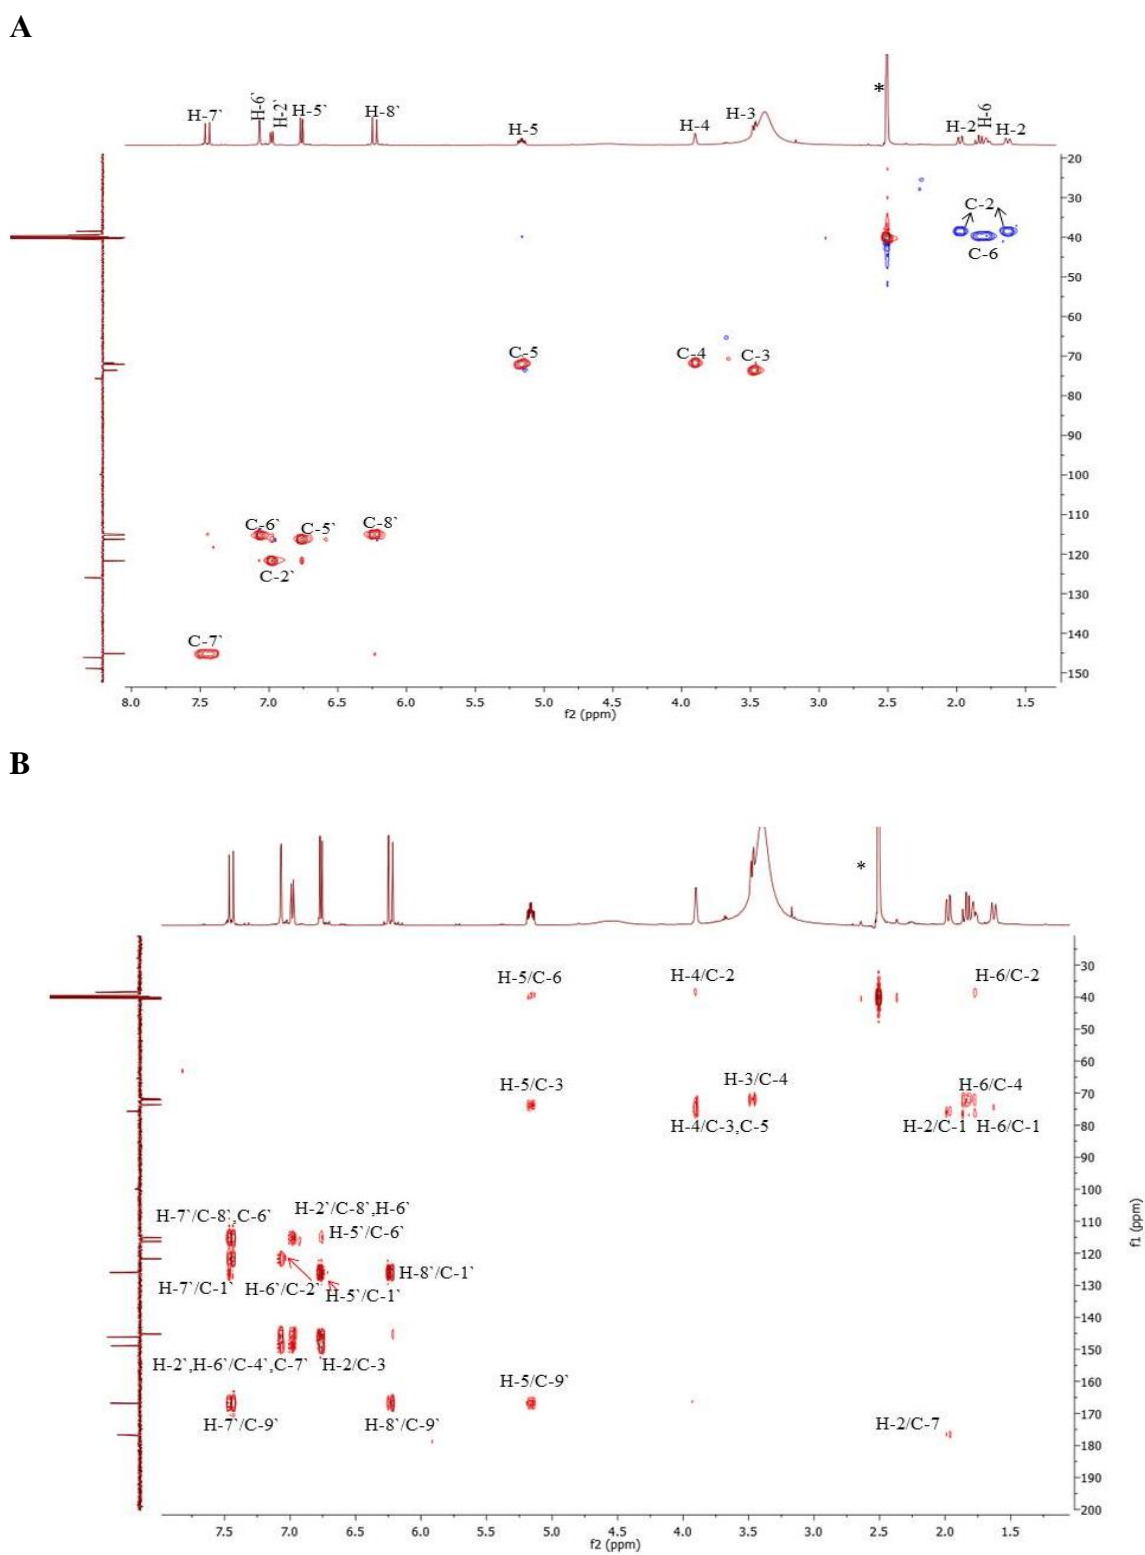 A
H-7` H-6` H-2` H-5` H-8` H-5 H-4 H-3 * H-2 H-6 H-2
20
30
C-2
40
C-6
50
60
C-5 C-4 C-3
70
80
90
100
110
C-6` C-5` C-8`
120
C-2`
130
140
C-7`
150
8.0 7.5 7.0 6.5 6.0 5.5 5.0 4.5 4.0 3.5 3.0 2.5 2.0 1.5
f2 (ppm)
B
*
30
H-5/C-6 H-4/C-2 H-6/C-2
40
50
60
H-5/C-3 H-3/C-4 H-6/C-4
70
80
H-4/C-3,C-5 H-2/C-1 H-6/C-1
90
100
H-7`/C-8`,C-6` H-2`/C-8`,H-6`
110
H-5`/C-6`
120
H-8`/C-1`
H-7`/C-1` H-6`/C-2` H-5`/C-1`
130
140
150
H-2`,H-6`/C-4`,C-7` H-2/C-3
H-5/C-9`
160
170
H-7`/C-9` H-8`/C-9` H-2/C-7
180
190
200
f1 (ppm)
7.5 7.0 6.5 6.0 5.5 5.0 4.5 4.0 3.5 3.0 2.5 2.0 1.5
f2 (ppm)